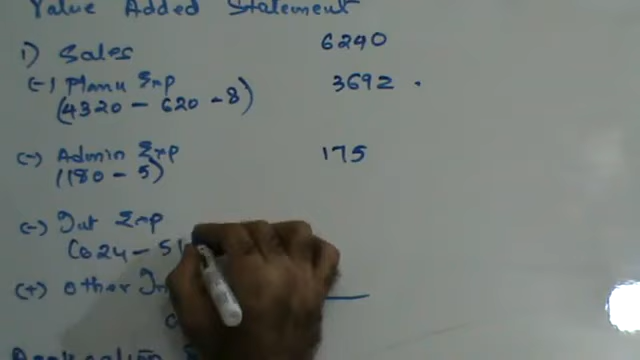 Value Added Statement
1) Sales 6240
(-) Manu Exp 3692
(4320 - 620 - 8)
(-) Admin Exp 175
(180 - 5)
(-) Int Exp
(624 - 51
(+) Other In